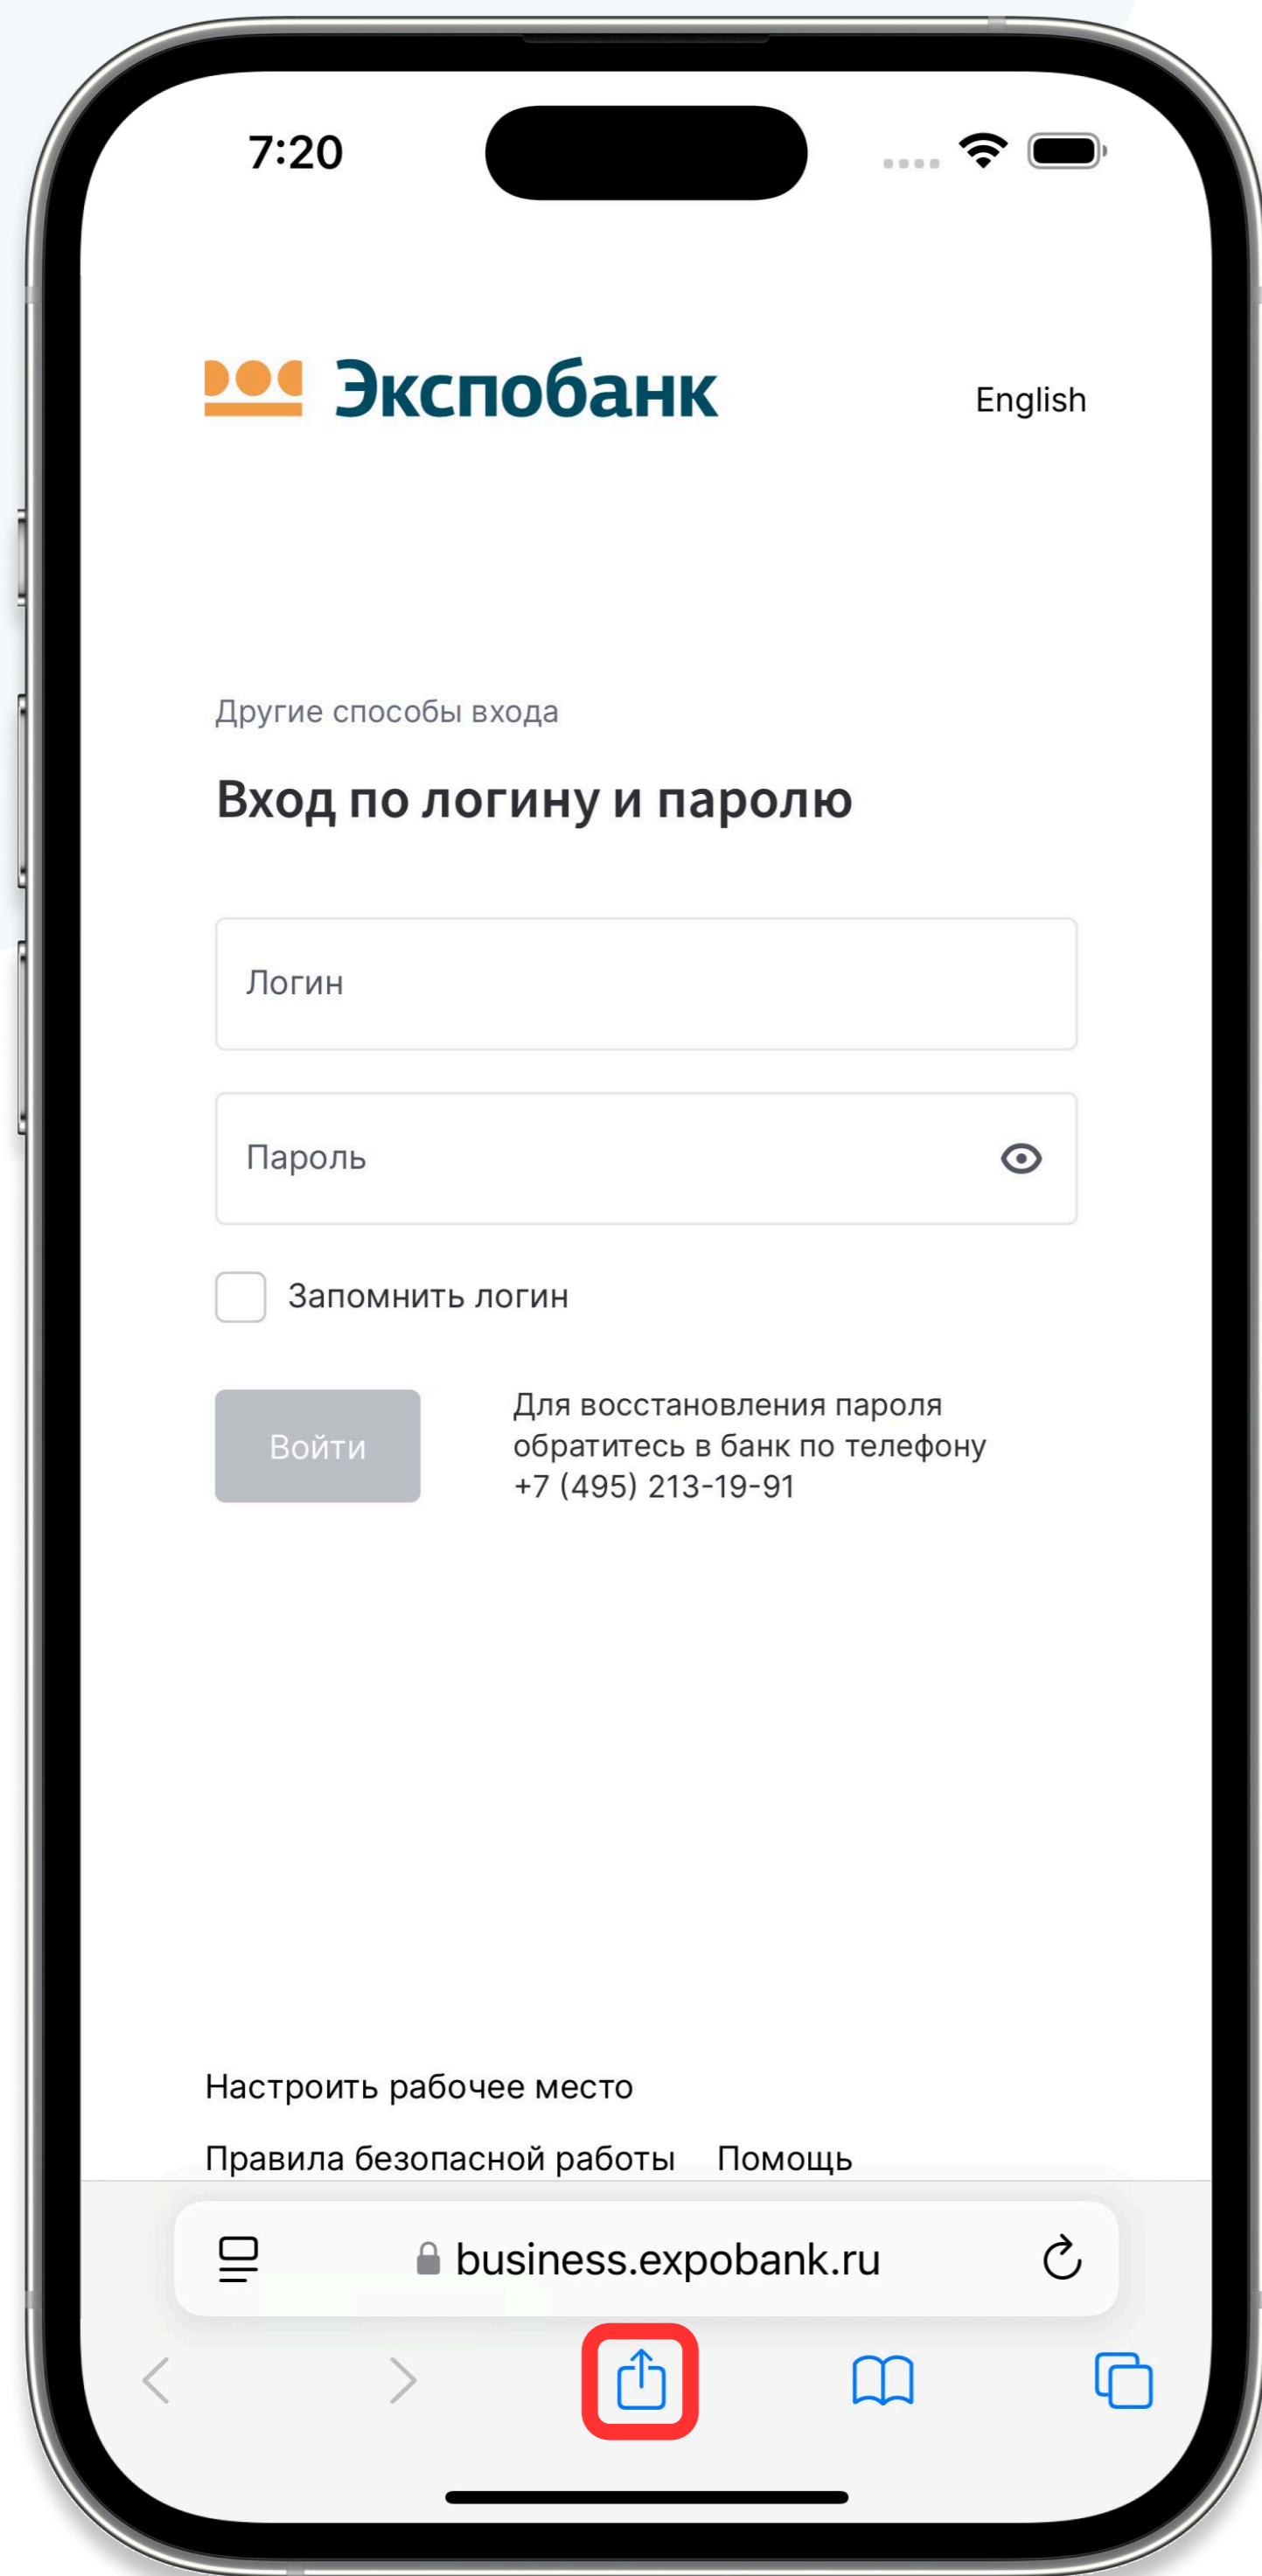 7:20
Экспобанк
English
Другие способы входа
Вход по логину и паролю
Логин
Пароль
Запомнить логин
Войти
Для восстановления пароля
обратитесь в банк по телефону
+7 (495) 213-19-91
Настроить рабочее место
Правила безопасной работы Помощь
business.expobank.ru